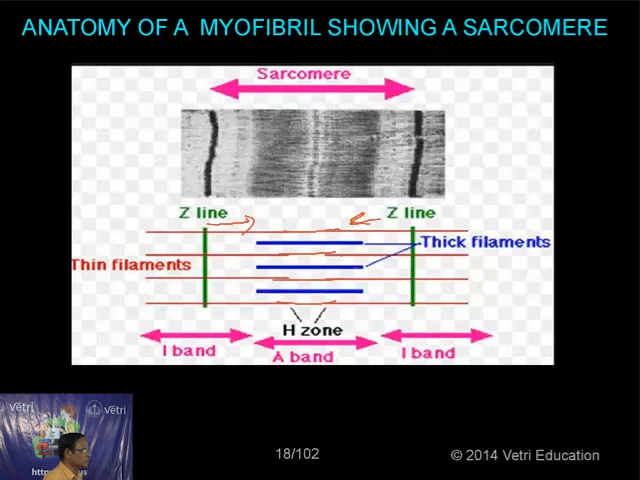 ANATOMY OF A MYOFIBRIL SHOWING A SARCOMERE
Sarcomere
Z line
Z line
Thick filaments
Thin filaments
H zone
I band
A band
I band
Vetri
Vetri
18/102
© 2014 Vetri Education